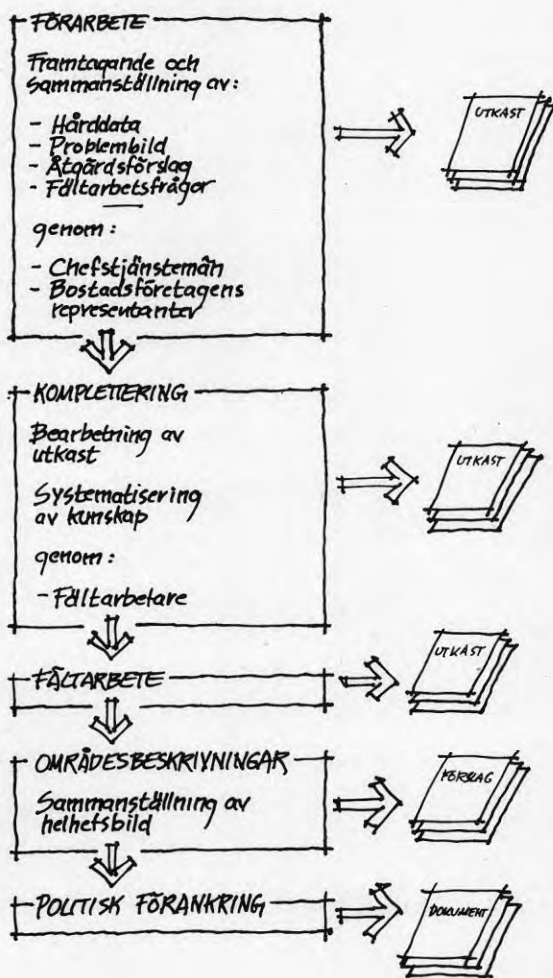 FÖRARBETE
Framtagande och
sammanställning av:
- Hårddata
- Problembild
- Åtgärdsförslag
- Fältarbetsfrågor
genom:
- Chefstjänstemän
- Bostadsföretagens
representanter
UTKAST
KOMPLETTERING
Bearbetning av
utkast
Systematisering
av kunskap
genom:
- Fältarbetare
UTKAST
FÄLTARBETE
UTKAST
OMRÅDESBESKRIVNINGAR
Sammanställning av
helhetsbild
FÖRSLAG
POLITISK FÖRANKRING
DOKUMENT